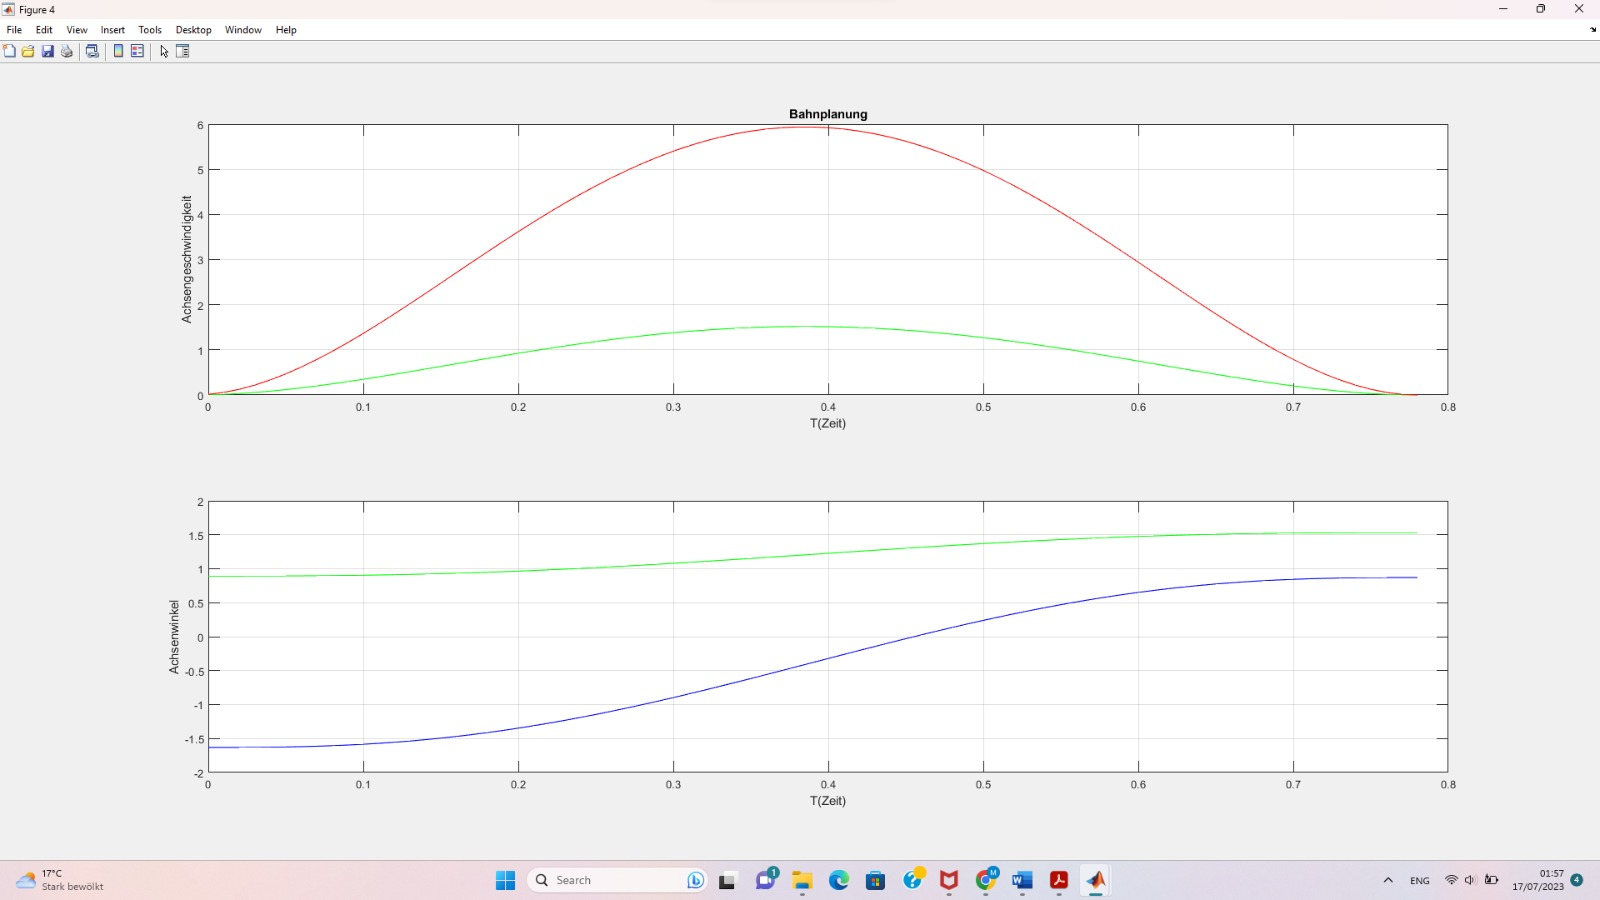 Figure 4
File Edit View Insert Tools Desktop Window Help
Bahnplanung
6
5
4
3
2
1
0
Achsengeschwindigkeit
0 0.1 0.2 0.3 0.4 0.5 0.6 0.7 0.8
T(Zeit)
2
1.5
1
0.5
0
-0.5
-1
-1.5
-2
Achsenwinkel
0 0.1 0.2 0.3 0.4 0.5 0.6 0.7 0.8
T(Zeit)
17°C
Stark bewölkt
Search
1
M
ENG
01:57
17/07/2023
4